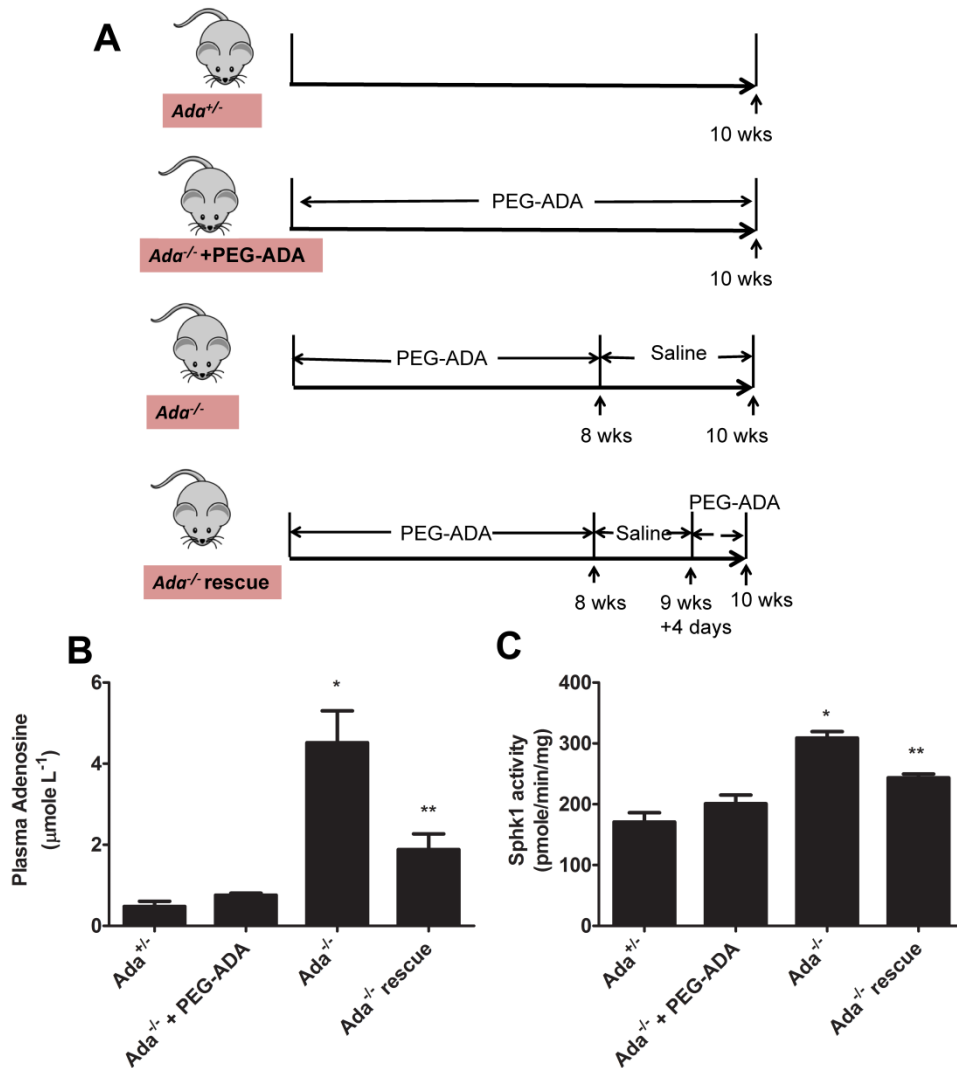 A
Ada+/-
10 wks
PEG-ADA
Ada-/- +PEG-ADA
10 wks
PEG-ADA
Saline
Ada-/-
8 wks
10 wks
PEG-ADA
PEG-ADA
Saline
Ada-/- rescue
8 wks
9 wks
+4 days
10 wks
B
Plasma Adenosine
(μmole L-1)
6
4
2
0
*
**
Ada+/-
Ada-/- + PEG-ADA
Ada-/-
Ada-/- rescue
C
Sphk1 activity
(pmole/min/mg)
400
300
200
100
0
*
**
Ada+/-
Ada-/- + PEG-ADA
Ada-/-
Ada-/- rescue